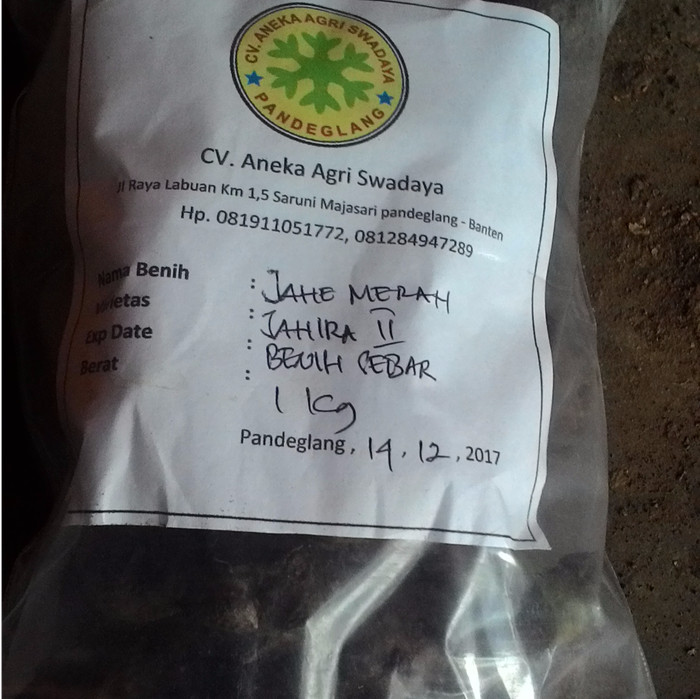 CV. ANEKA AGRI SWADAYA
PANDEGLANG
CV. Aneka Agri Swadaya
Jl Raya Labuan Km 1,5 Saruni Majasari pandeglang - Banten
Hp. 081911051772, 081284947289
Nama Benih : JAHE MERAH
Varietas : JAHIRA II
Exp Date : BENIH SEBAR
Berat : 1 Kg
Pandeglang, 14, 12, 2017